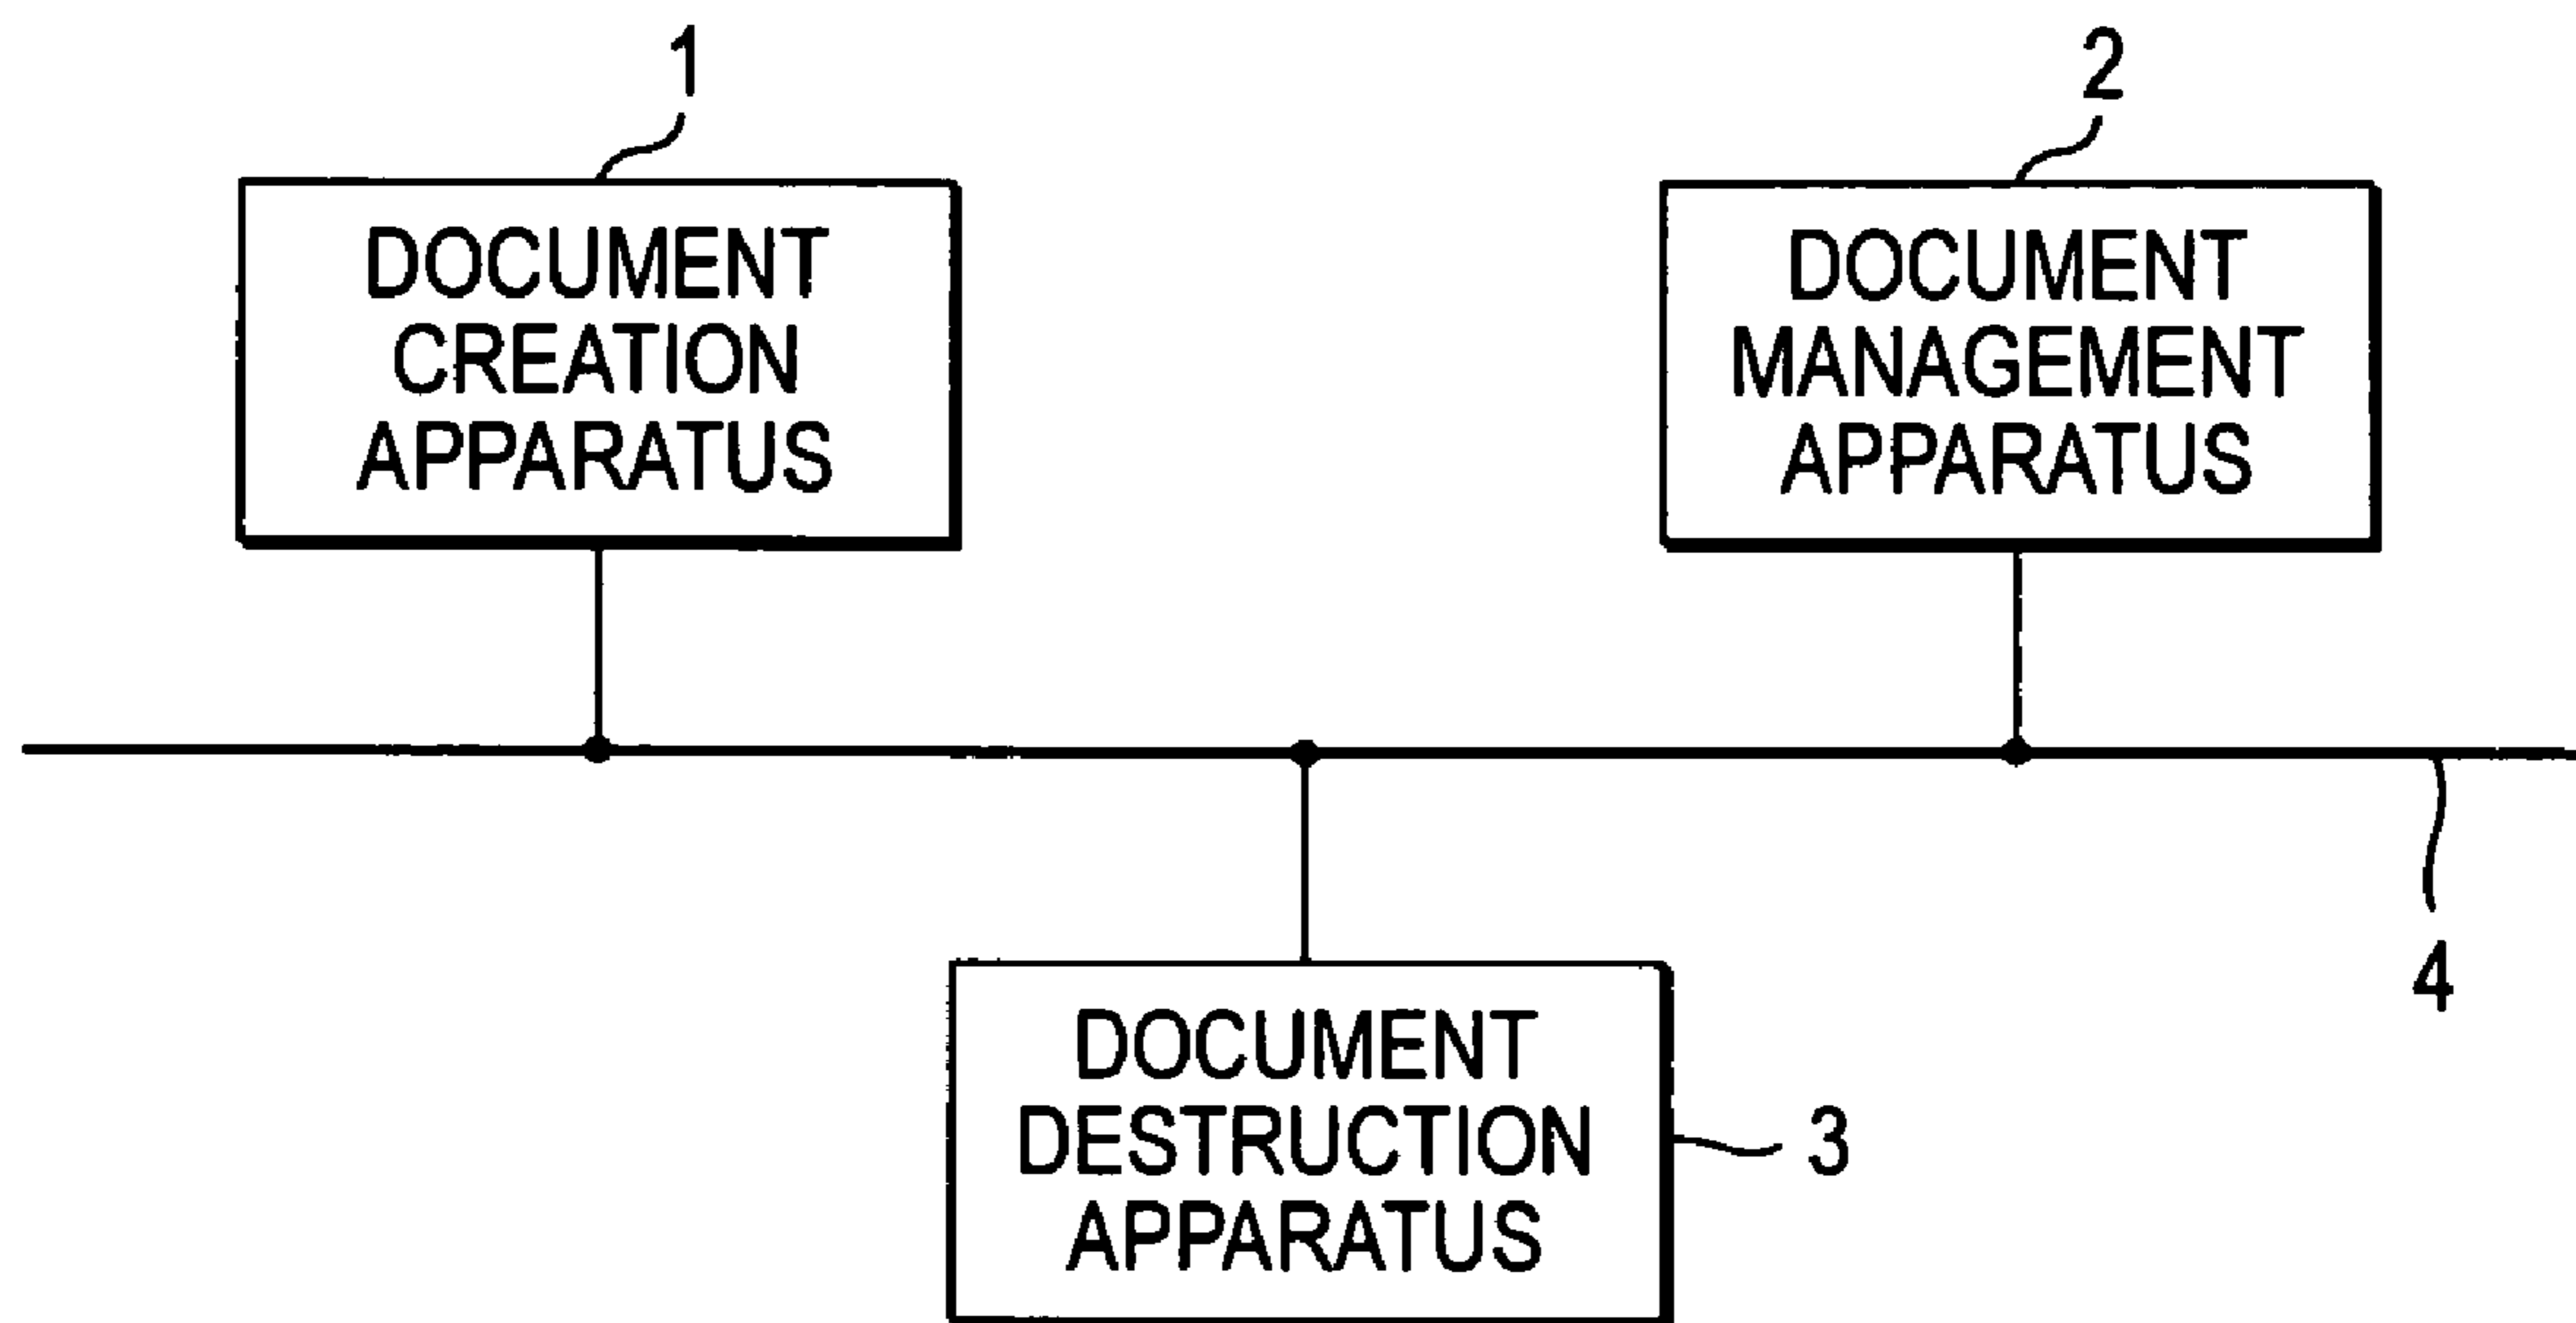 1
DOCUMENT
CREATION
APPARATUS
2
DOCUMENT
MANAGEMENT
APPARATUS
4
DOCUMENT
DESTRUCTION
APPARATUS
3